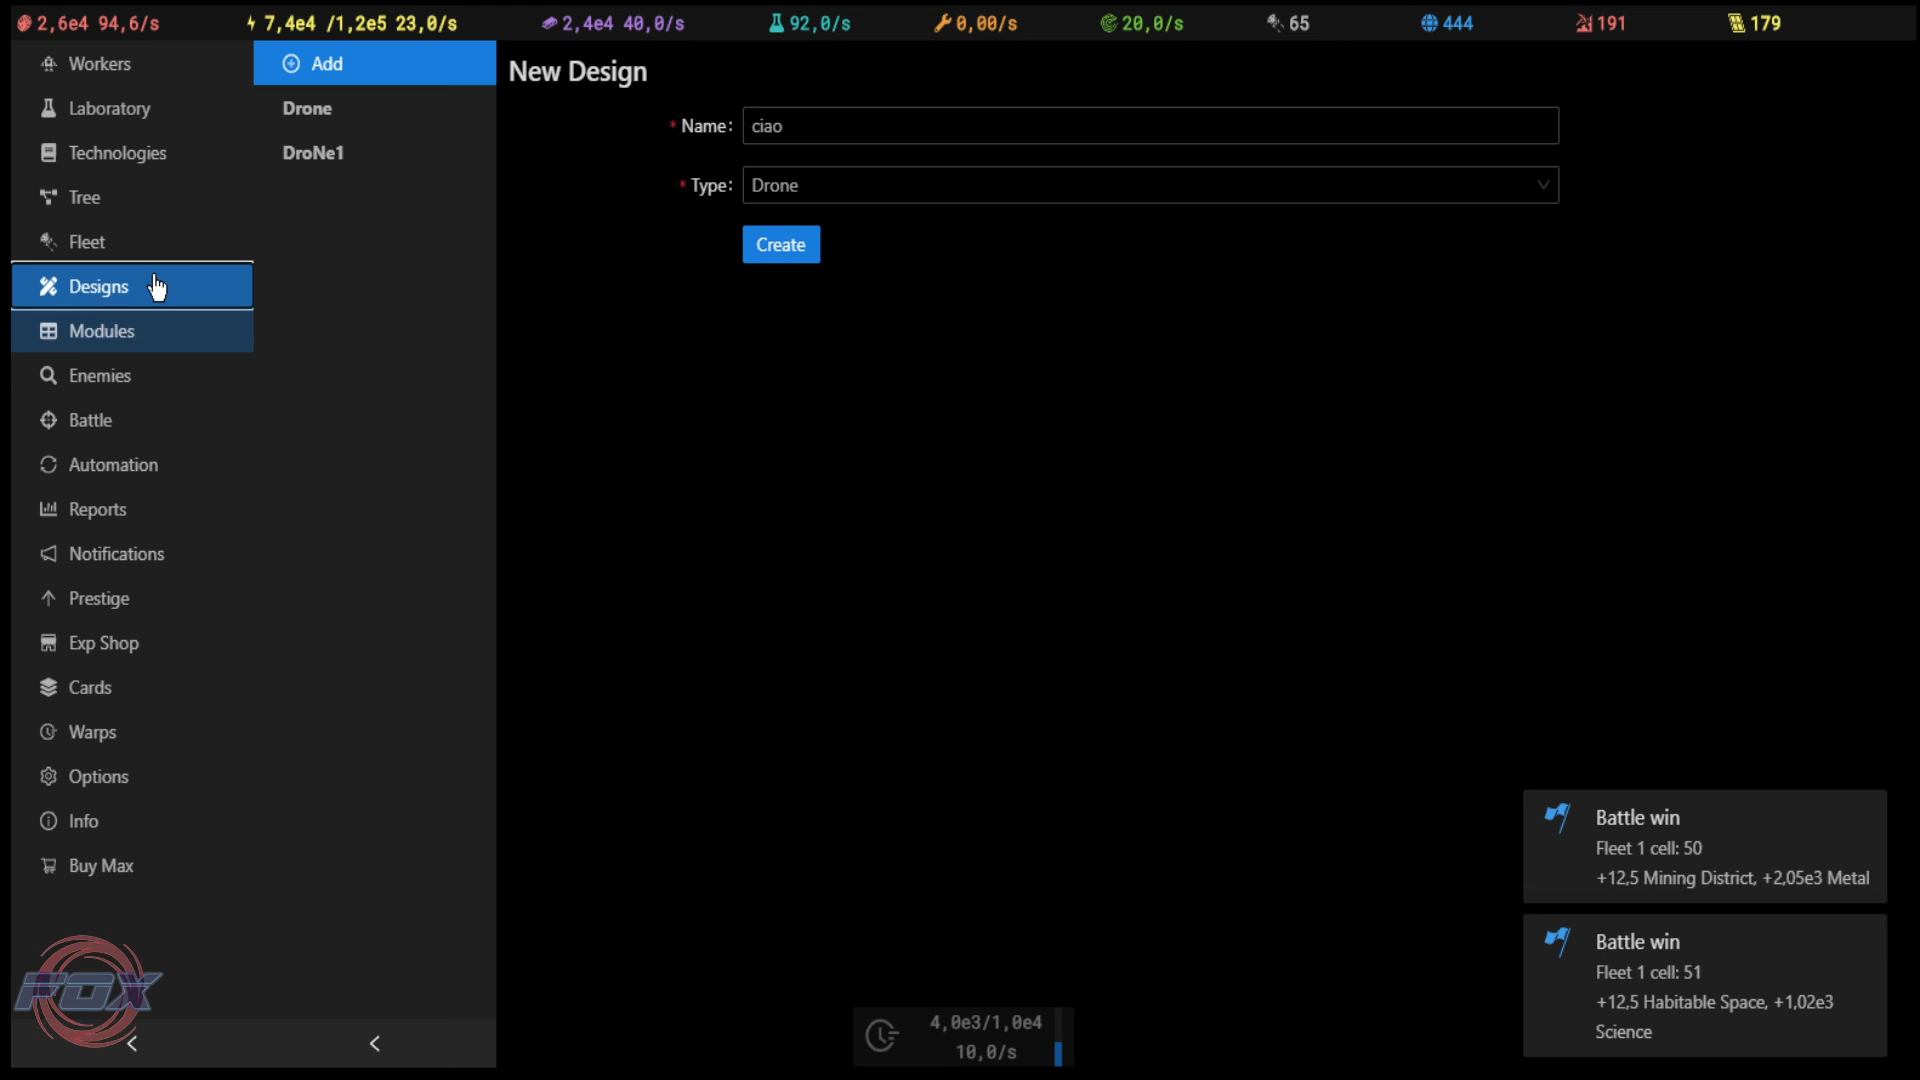 2,6e4 94,6/s 7,4e4 /1,2e5 23,0/s 2,4e4 40,0/s 92,0/s 0,00/s 20,0/s 65 444 191 179
Workers
Laboratory
Technologies
Tree
Fleet
Designs
Modules
Enemies
Battle
Automation
Reports
Notifications
Prestige
Exp Shop
Cards
Warps
Options
Info
Buy Max
FOX
Add
Drone
DroNe1
New Design
* Name: ciao
* Type: Drone
Create
4,0e3/1,0e4
10,0/s
Battle win
Fleet 1 cell: 50
+12,5 Mining District, +2,05e3 Metal
Battle win
Fleet 1 cell: 51
+12,5 Habitable Space, +1,02e3
Science